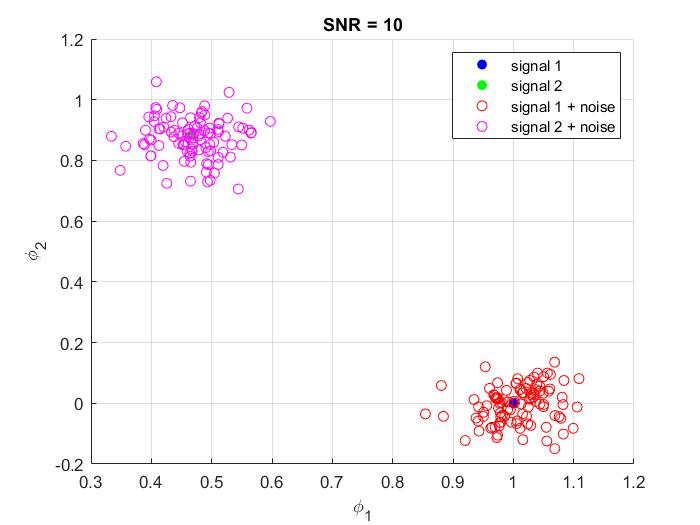 SNR = 10
1.2
1
0.8
0.6
0.4
0.2
0
-0.2
ϕ2
signal 1
signal 2
signal 1 + noise
signal 2 + noise
0.3 0.4 0.5 0.6 0.7 0.8 0.9 1 1.1 1.2
ϕ1